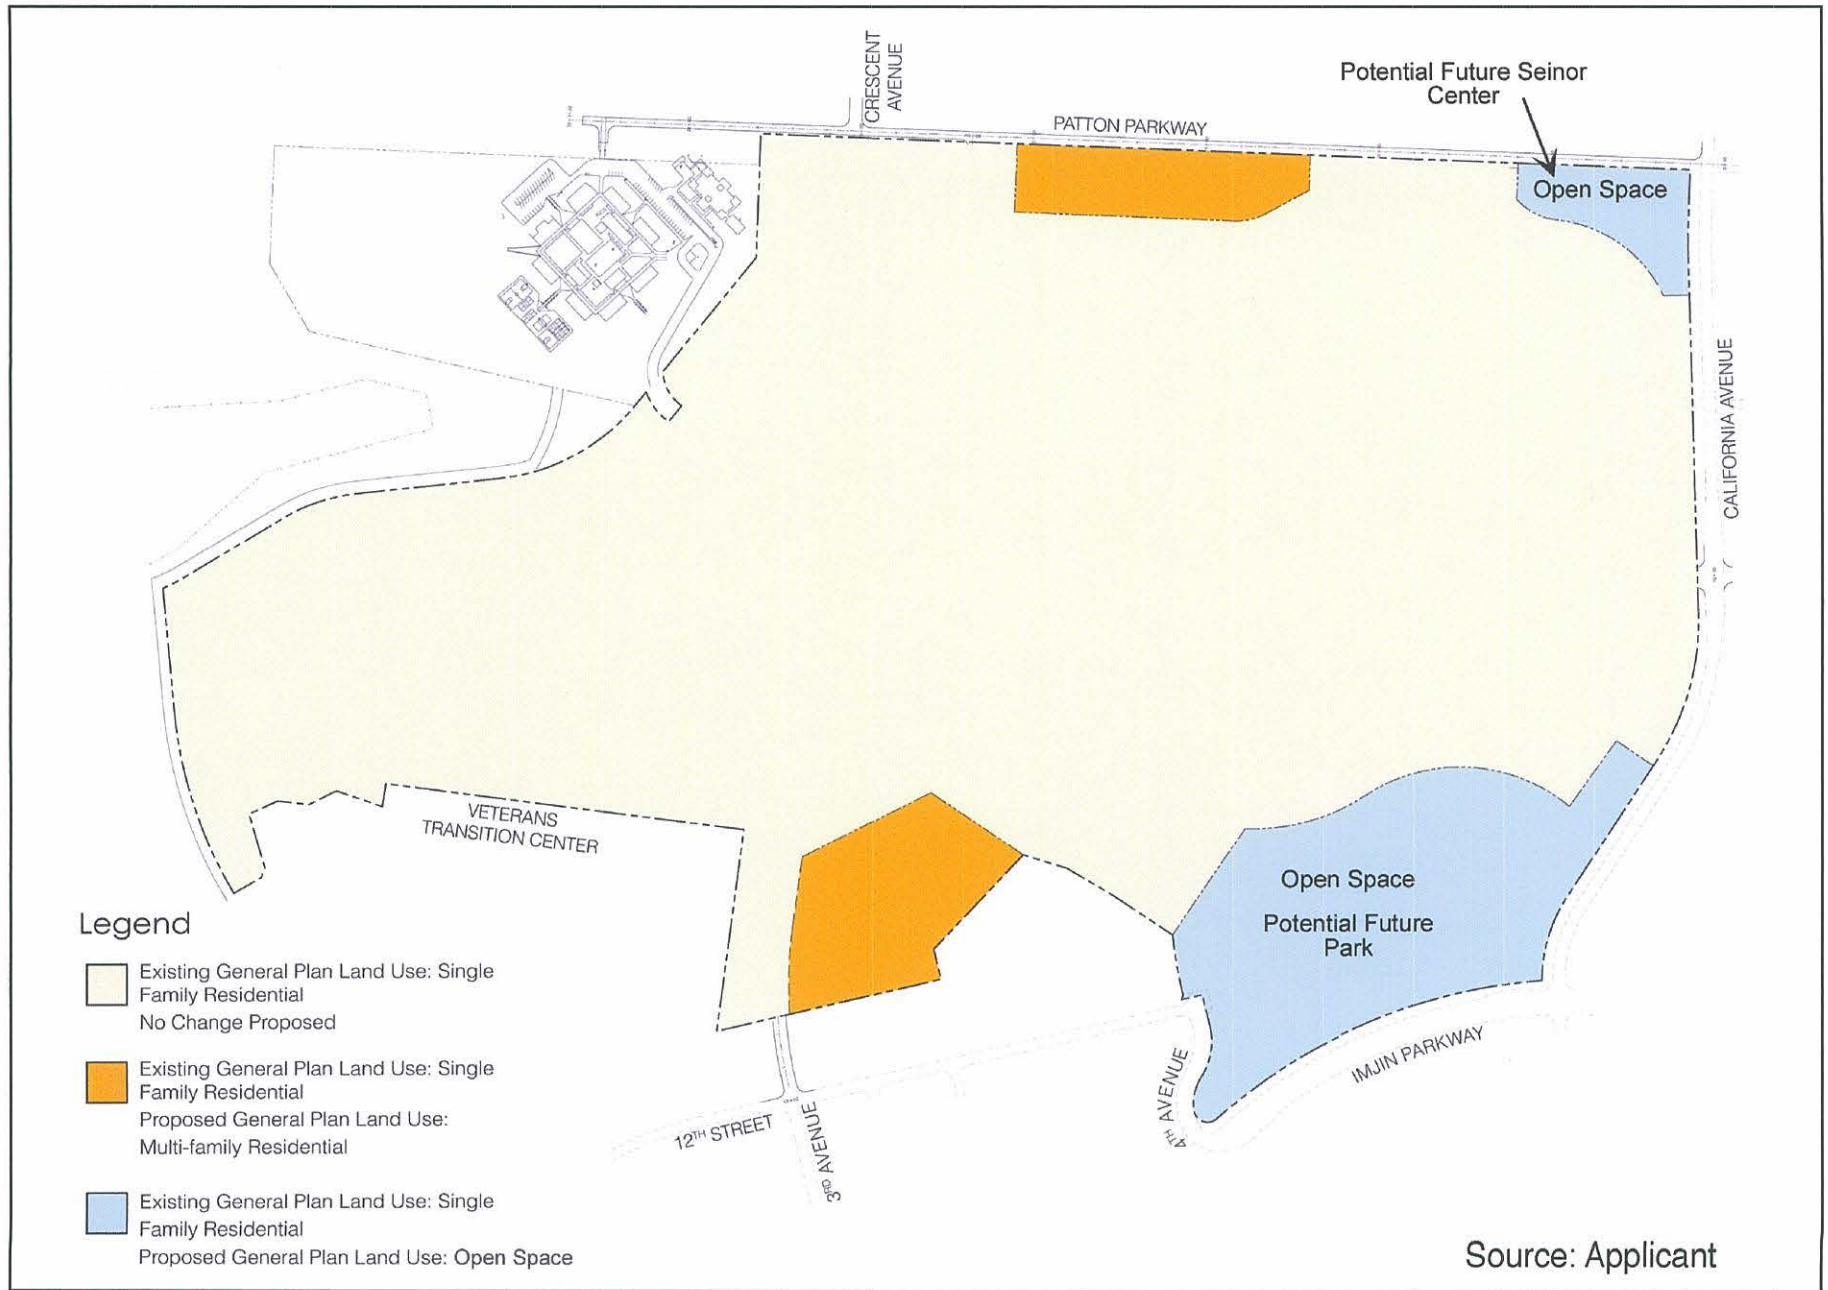 CRESCENT
AVENUE
Potential Future Seinor
Center
PATTON PARKWAY
Open Space
CALIFORNIA AVENUE
VETERANS
TRANSITION CENTER
Open Space
Potential Future
Park
IMJIN PARKWAY
4TH AVENUE
12TH STREET
3RD AVENUE
Legend
Existing General Plan Land Use: Single
Family Residential
No Change Proposed
Existing General Plan Land Use: Single
Family Residential
Proposed General Plan Land Use:
Multi-family Residential
Existing General Plan Land Use: Single
Family Residential
Proposed General Plan Land Use: Open Space
Source: Applicant